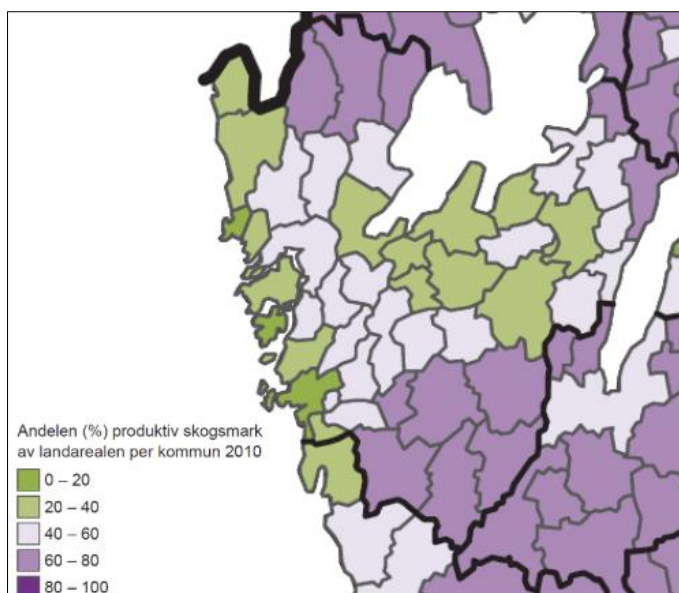 Andelen (%) produktiv skogsmark
av landarealen per kommun 2010
0 – 20
20 – 40
40 – 60
60 – 80
80 – 100